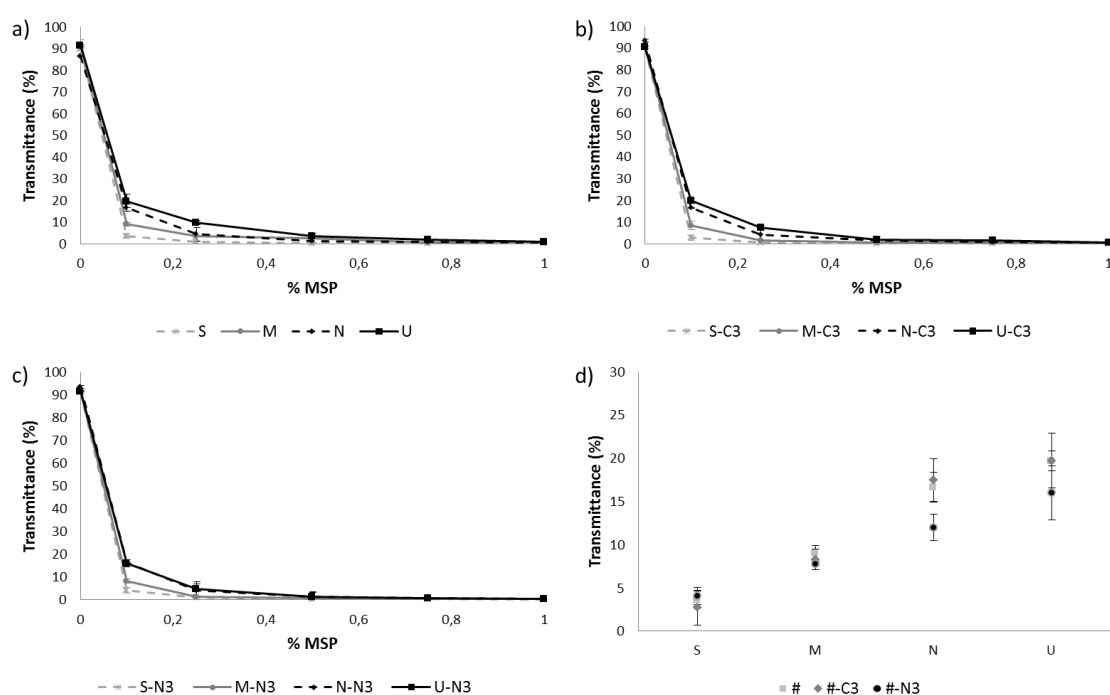 a)
Transmittance (%)
100
90
80
70
60
50
40
30
20
10
0
0 0,2 0,4 0,6 0,8 1
% MSP
S M N U
b)
Transmittance (%)
100
90
80
70
60
50
40
30
20
10
0
0 0,2 0,4 0,6 0,8 1
% MSP
S-C3 M-C3 N-C3 U-C3
c)
Transmittance (%)
100
90
80
70
60
50
40
30
20
10
0
0 0,2 0,4 0,6 0,8 1
% MSP
S-N3 M-N3 N-N3 U-N3
d)
Transmittance (%)
30
25
20
15
10
5
0
S M N U
# #-C3 #-N3